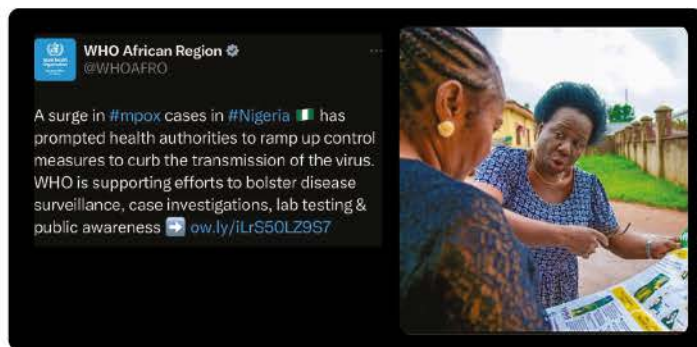 WHO African Region
@WHOAFRO
A surge in #mpox cases in #Nigeria 🇳🇬 has
prompted health authorities to ramp up control
measures to curb the transmission of the virus.
WHO is supporting efforts to bolster disease
surveillance, case investigations, lab testing &
public awareness ➡️ ow.ly/iLrS50LZ9S7